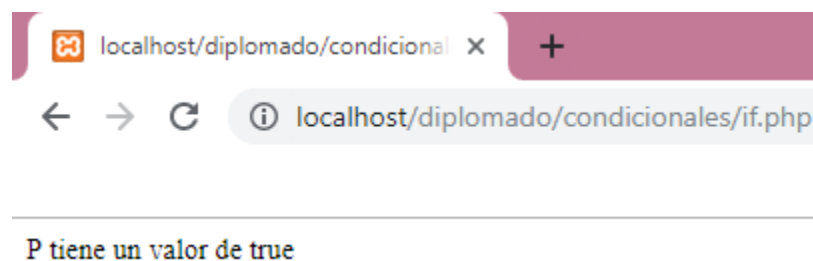 localhost/diplomado/condicional
localhost/diplomado/condicionales/if.php
P tiene un valor de true